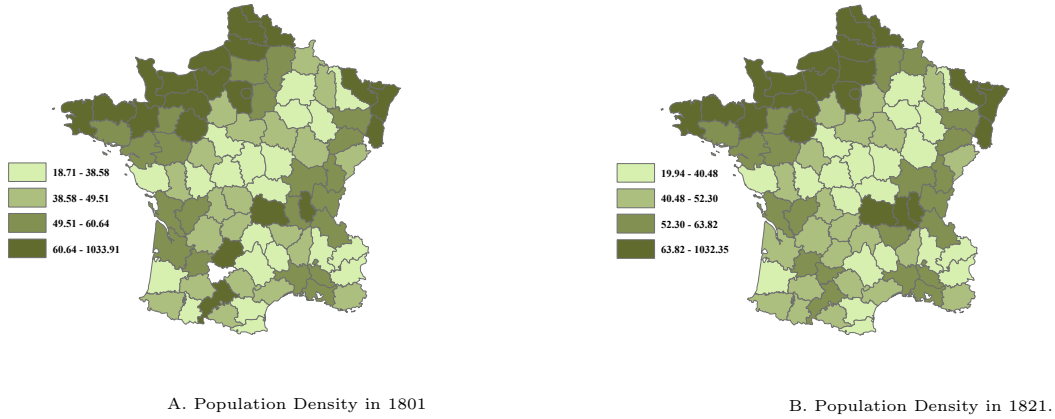 18.71 - 38.58
38.58 - 49.51
49.51 - 60.64
60.64 - 1033.91
A. Population Density in 1801
19.94 - 40.48
40.48 - 52.30
52.30 - 63.82
63.82 - 1032.35
B. Population Density in 1821.